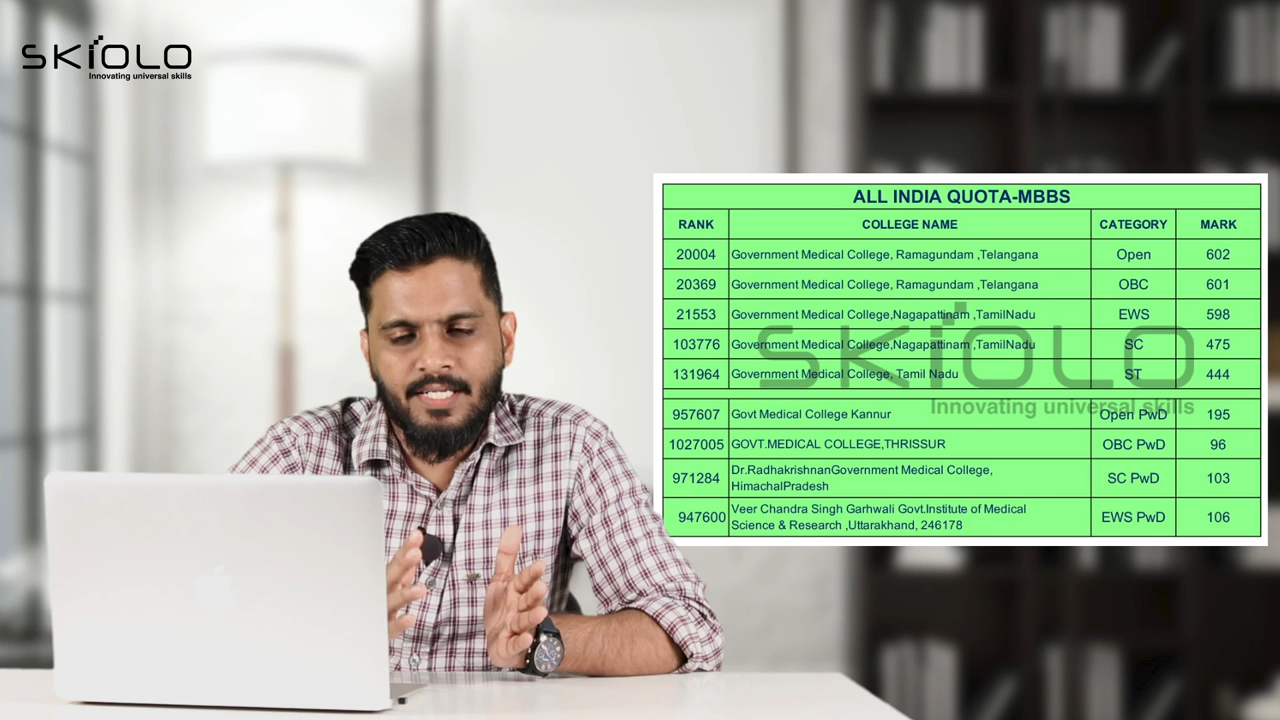 SKiOLO
Innovating universal skills
ALL INDIA QUOTA-MBBS
RANK COLLEGE NAME CATEGORY MARK
20004 Government Medical College, Ramagundam ,Telangana Open 602
20369 Government Medical College, Ramagundam ,Telangana OBC 601
21553 Government Medical College,Nagapattinam ,TamilNadu EWS 598
103776 Government Medical College,Nagapattinam ,TamilNadu SC 475
131964 Government Medical College, Tamil Nadu ST 444
SKiOLO
Innovating universal skills
957607 Govt Medical College Kannur Open PwD 195
1027005 GOVT.MEDICAL COLLEGE,THRISSUR OBC PwD 96
971284 Dr.RadhakrishnanGovernment Medical College, SC PwD 103
HimachalPradesh
947600 Veer Chandra Singh Garhwali Govt.Institute of Medical EWS PwD 106
Science & Research ,Uttarakhand, 246178